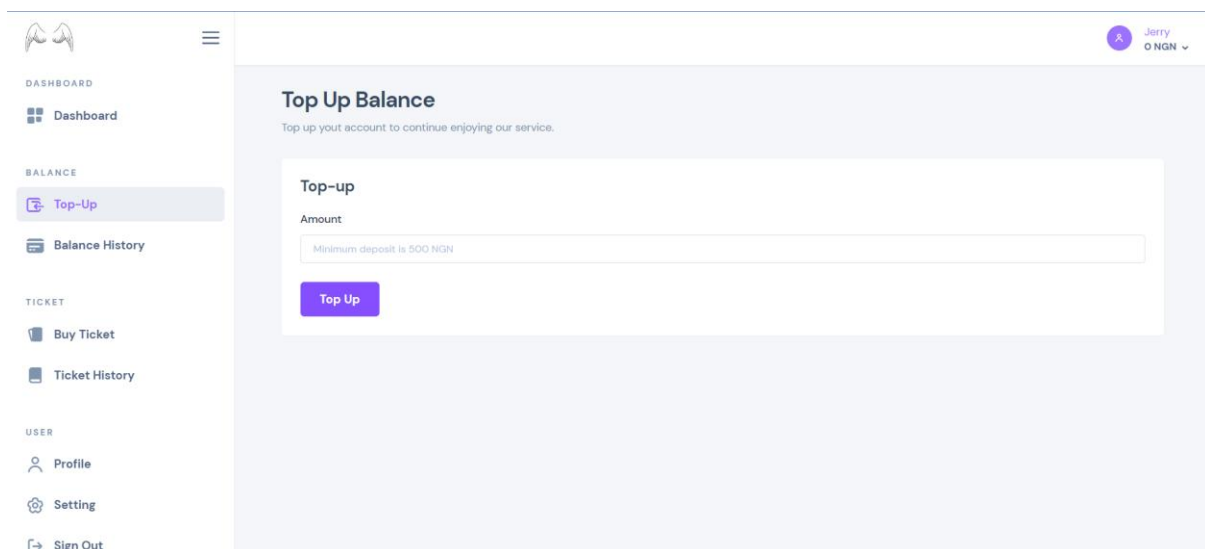 Jerry
0 NGN
DASHBOARD
Dashboard
BALANCE
Top-Up
Balance History
TICKET
Buy Ticket
Ticket History
USER
Profile
Setting
Sign Out
Top Up Balance
Top up yout account to continue enjoying our service.
Top-up
Amount
Minimum deposit is 500 NGN
Top Up